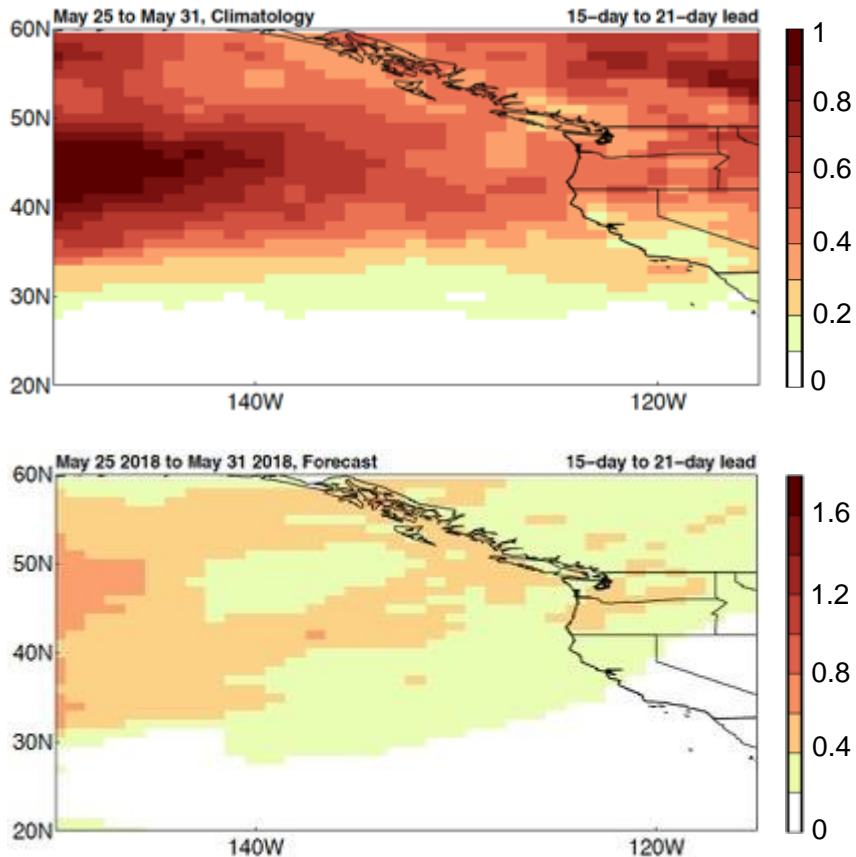 May 25 to May 31, Climatology 15-day to 21-day lead
60N
50N
40N
30N
20N
140W 120W
1
0.8
0.6
0.4
0.2
0
May 25 2018 to May 31 2018, Forecast 15-day to 21-day lead
60N
50N
40N
30N
20N
140W 120W
1.6
1.2
0.8
0.4
0